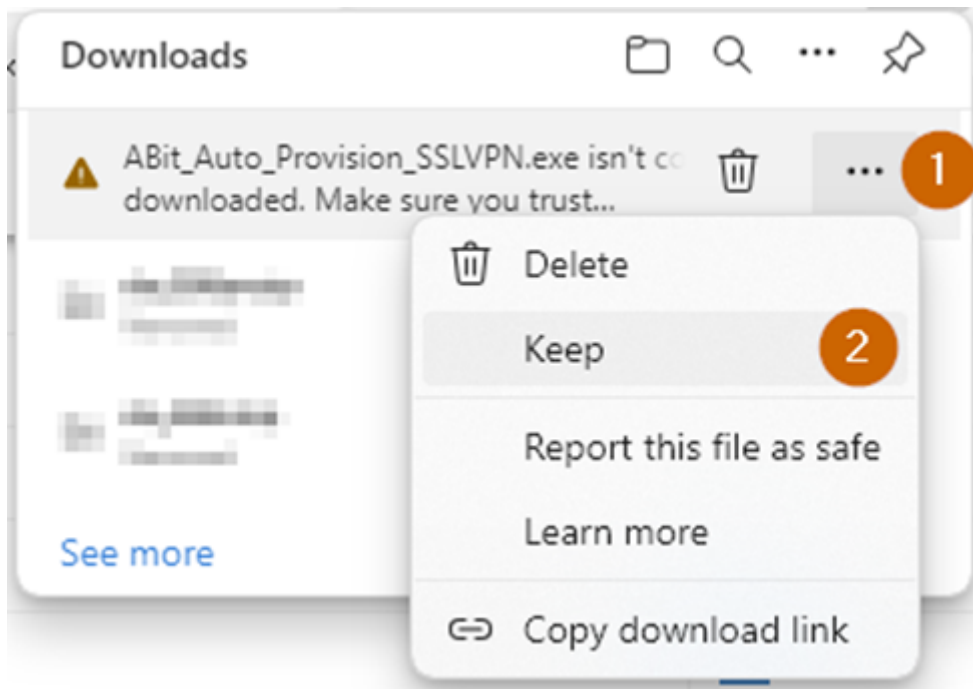 Downloads
ABit_Auto_Provision_SSLVPN.exe isn't co
downloaded. Make sure you trust...
1
Delete
Keep
2
Report this file as safe
Learn more
See more
Copy download link